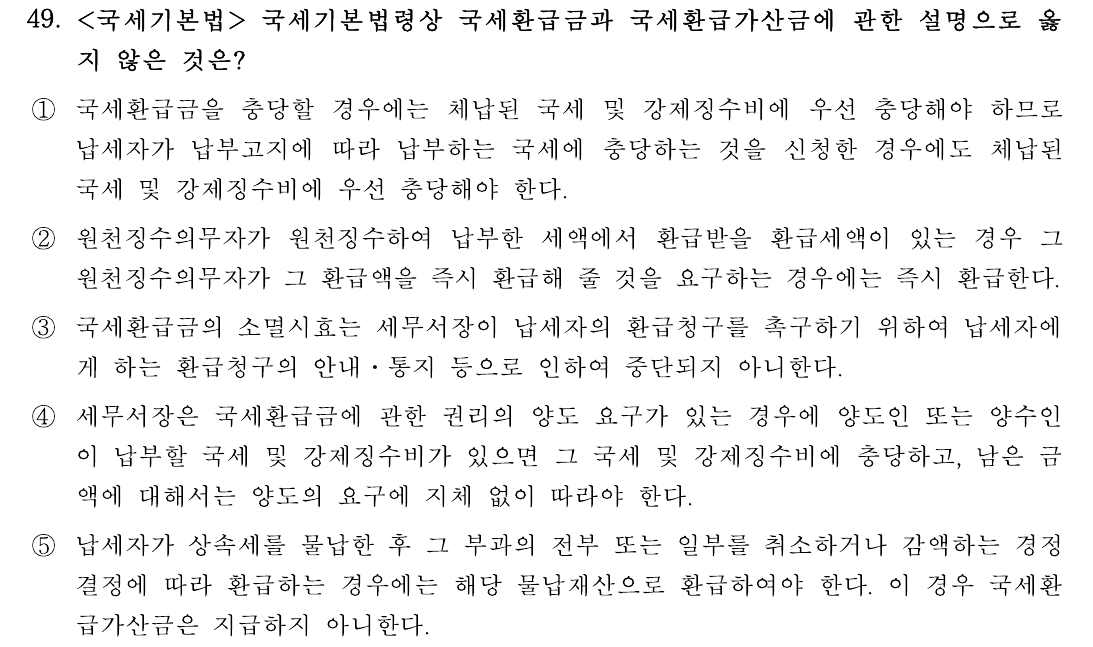 49. <국세기본법> 국세기본법령상 국세환급금과 국세환급가산금에 관한 설명으로 옳
지 않은 것은?
① 국세환급금을 충당할 경우에는 체납된 국세 및 강제징수비에 우선 충당해야 하므로
납세자가 납부고지에 따라 납부하는 국세에 충당하는 것을 신청한 경우에도 체납된
국세 및 강제징수비에 우선 충당해야 한다.
② 원천징수의무자가 원천징수하여 납부한 세액에서 환급받을 환급세액이 있는 경우 그
원천징수의무자가 그 환급액을 즉시 환급해 줄 것을 요구하는 경우에는 즉시 환급한다.
③ 국세환급금의 소멸시효는 세무서장이 납세자의 환급청구를 촉구하기 위하여 납세자에
게 하는 환급청구의 안내・통지 등으로 인하여 중단되지 아니한다.
④ 세무서장은 국세환급금에 관한 권리의 양도 요구가 있는 경우에 양도인 또는 양수인
이 납부할 국세 및 강제징수비가 있으면 그 국세 및 강제징수비에 충당하고, 남은 금
액에 대해서는 양도의 요구에 지체 없이 따라야 한다.
⑤ 납세자가 상속세를 물납한 후 그 부과의 전부 또는 일부를 취소하거나 감액하는 경정
결정에 따라 환급하는 경우에는 해당 물납재산으로 환급하여야 한다. 이 경우 국세환
급가산금은 지급하지 아니한다.